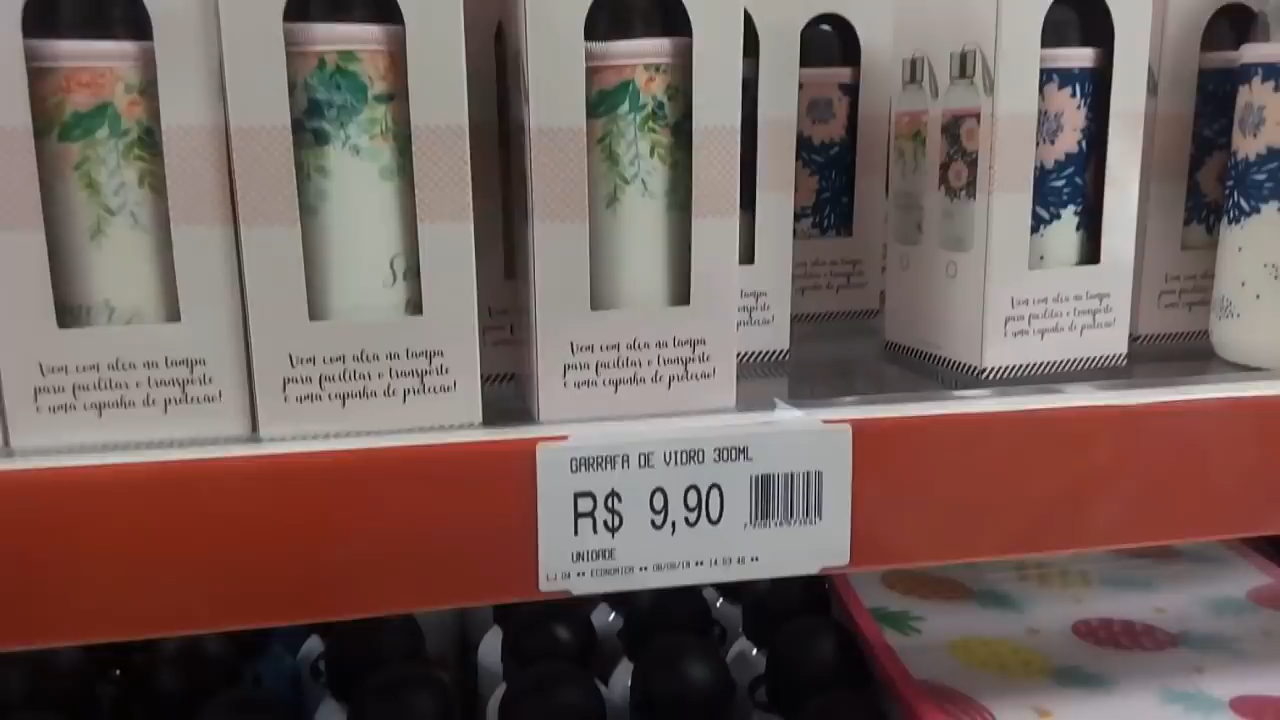 Vem com alça na tampa
para facilitar o transporte
e uma capinha de proteção!
Vem com alça na tampa
para facilitar o transporte
e uma capinha de proteção!
Vem com alça na tampa
para facilitar o transporte
e uma capinha de proteção!
Vem com alça na tampa
para facilitar o transporte
e uma capinha de proteção!
GARRAFA DE VIDRO 300ML
R$ 9,90
UNIDADE